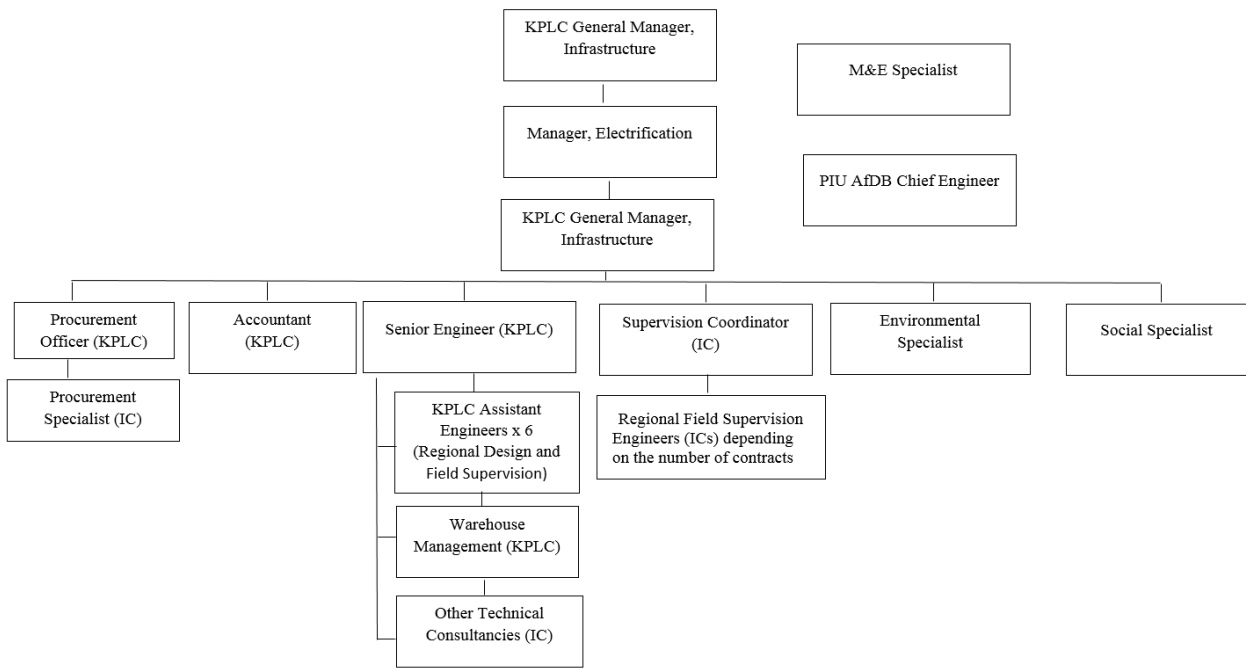 KPLC General Manager,
Infrastructure
M&E Specialist
Manager, Electrification
PIU AfDB Chief Engineer
KPLC General Manager,
Infrastructure
Procurement
Officer (KPLC)
Accountant
(KPLC)
Senior Engineer (KPLC)
Supervision Coordinator
(IC)
Environmental
Specialist
Social Specialist
Procurement
Specialist (IC)
KPLC Assistant
Engineers x 6
(Regional Design and
Field Supervision)
Regional Field Supervision
Engineers (ICs) depending
on the number of contracts
Warehouse
Management (KPLC)
Other Technical
Consultancies (IC)